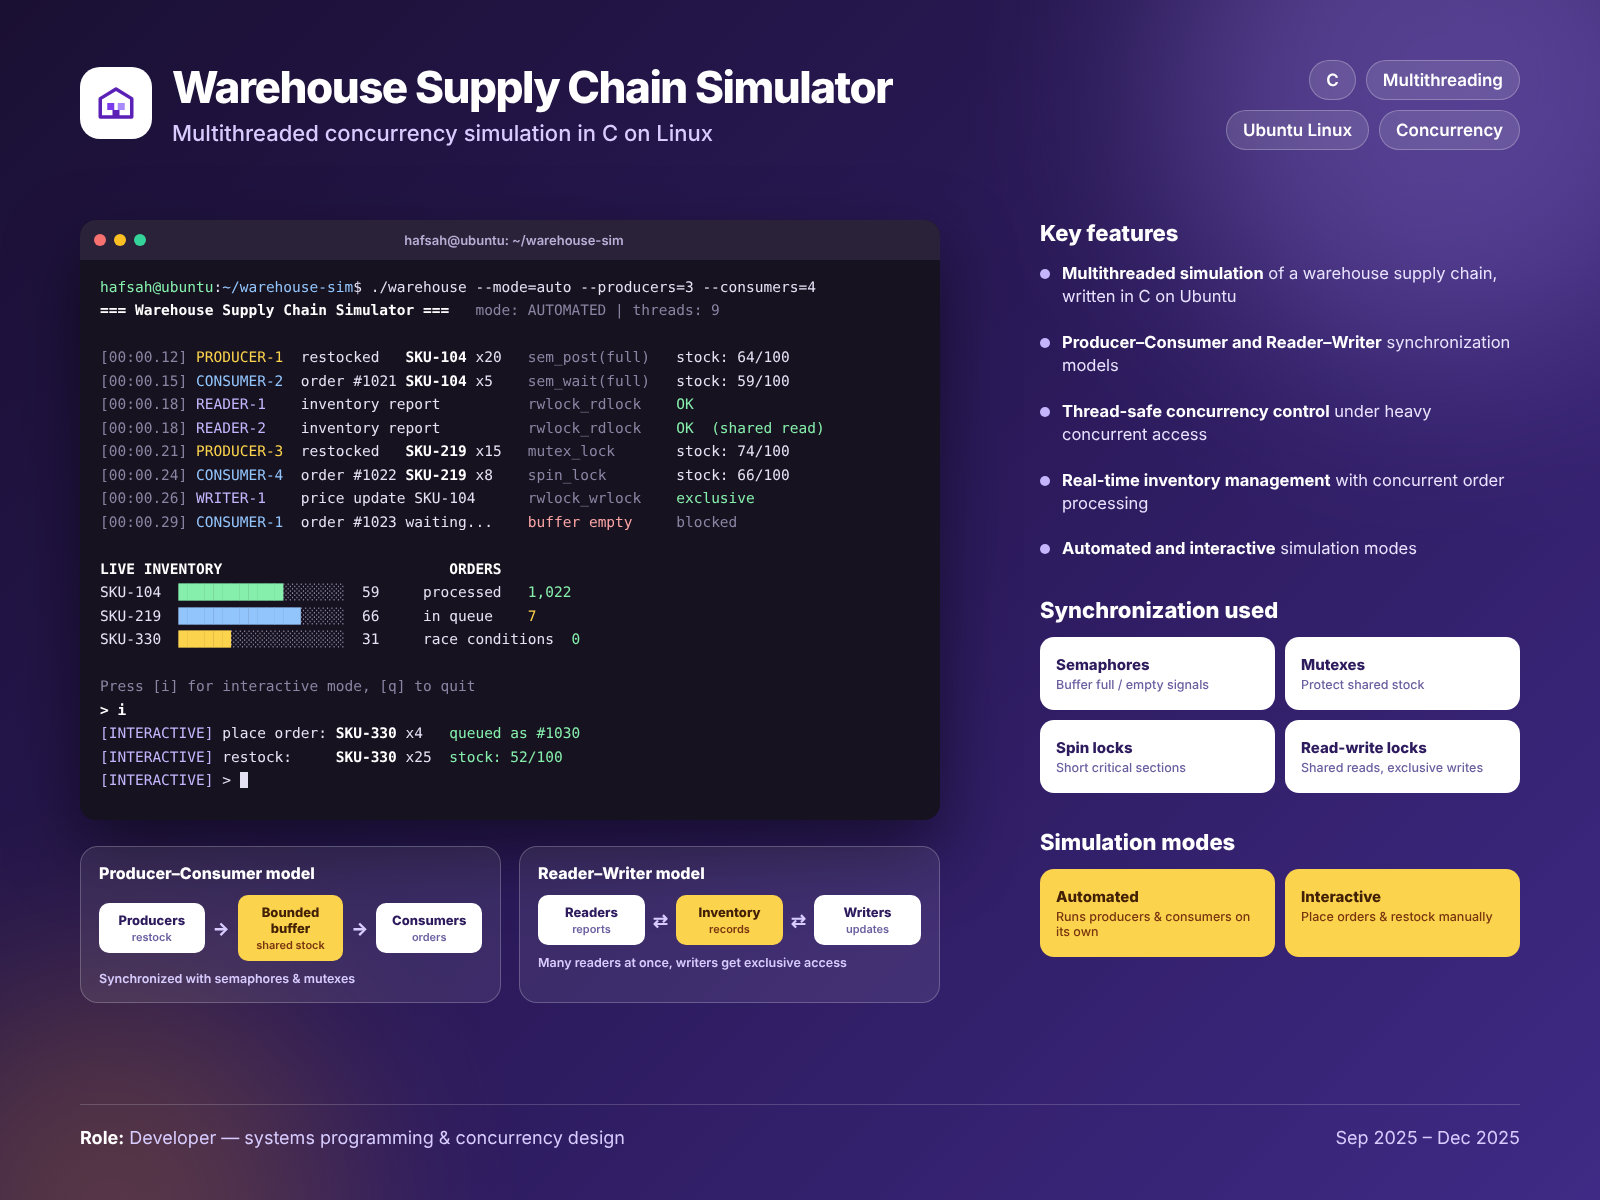 Warehouse Supply Chain Simulator
Multithreaded concurrency simulation in C on Linux
C
Multithreading
Ubuntu Linux
Concurrency
hafsah@ubuntu: ~/warehouse-sim
hafsah@ubuntu:~/warehouse-sim$ ./warehouse --mode=auto --producers=3 --consumers=4
=== Warehouse Supply Chain Simulator === mode: AUTOMATED | threads: 9
[00:00.12] PRODUCER-1 restocked SKU-104 x20 sem_post(full) stock: 64/100
[00:00.15] CONSUMER-2 order #1021 SKU-104 x5 sem_wait(full) stock: 59/100
[00:00.18] READER-1 inventory report rwlock_rdlock OK
[00:00.18] READER-2 inventory report rwlock_rdlock OK (shared read)
[00:00.21] PRODUCER-3 restocked SKU-219 x15 mutex_lock stock: 74/100
[00:00.24] CONSUMER-4 order #1022 SKU-219 x8 spin_lock stock: 66/100
[00:00.26] WRITER-1 price update SKU-104 rwlock_wrlock exclusive
[00:00.29] CONSUMER-1 order #1023 waiting... buffer empty blocked
LIVE INVENTORY ORDERS
SKU-104 59 processed 1,022
SKU-219 66 in queue 7
SKU-330 31 race conditions 0
Press [i] for interactive mode, [q] to quit
> i
[INTERACTIVE] place order: SKU-330 x4 queued as #1030
[INTERACTIVE] restock: SKU-330 x25 stock: 52/100
[INTERACTIVE] >
Producer–Consumer model
Producers
restock
→
Bounded
buffer
shared stock
→
Consumers
orders
Synchronized with semaphores & mutexes
Reader–Writer model
Readers
reports
⇄
Inventory
records
⇄
Writers
updates
Many readers at once, writers get exclusive access
Key features
Multithreaded simulation of a warehouse supply chain,
written in C on Ubuntu
Producer–Consumer and Reader–Writer synchronization
models
Thread-safe concurrency control under heavy
concurrent access
Real-time inventory management with concurrent order
processing
Automated and interactive simulation modes
Synchronization used
Semaphores
Buffer full / empty signals
Mutexes
Protect shared stock
Spin locks
Short critical sections
Read-write locks
Shared reads, exclusive writes
Simulation modes
Automated
Runs producers & consumers on
its own
Interactive
Place orders & restock manually
Role: Developer — systems programming & concurrency design
Sep 2025 – Dec 2025